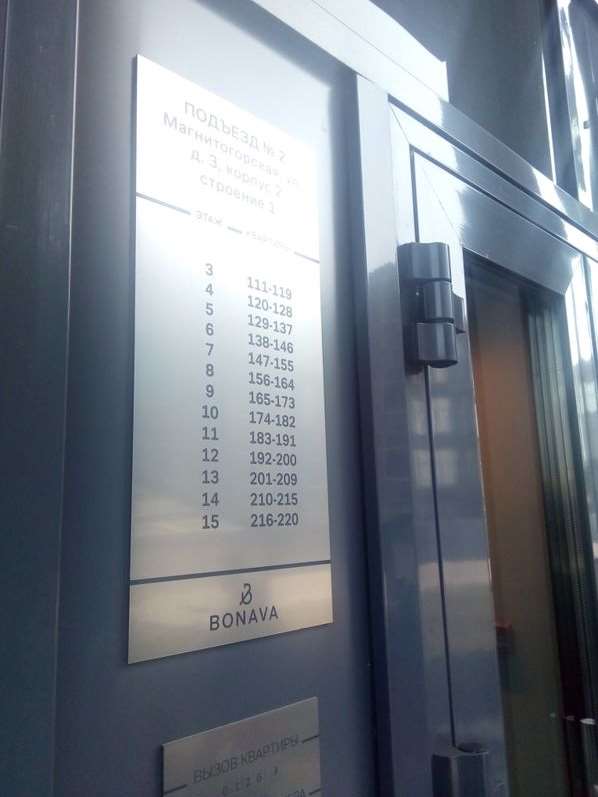 ПОДЪЕЗД № 2
Магнитогорская, ул.
д. 3, корпус 2
строение 1
ЭТАЖ КВАРТИРЫ
3 111-119
4 120-128
5 129-137
6 138-146
7 147-155
8 156-164
9 165-173
10 174-182
11 183-191
12 192-200
13 201-209
14 210-215
15 216-220
BONAVA
ВЫЗОВ КВАРТИРЫ